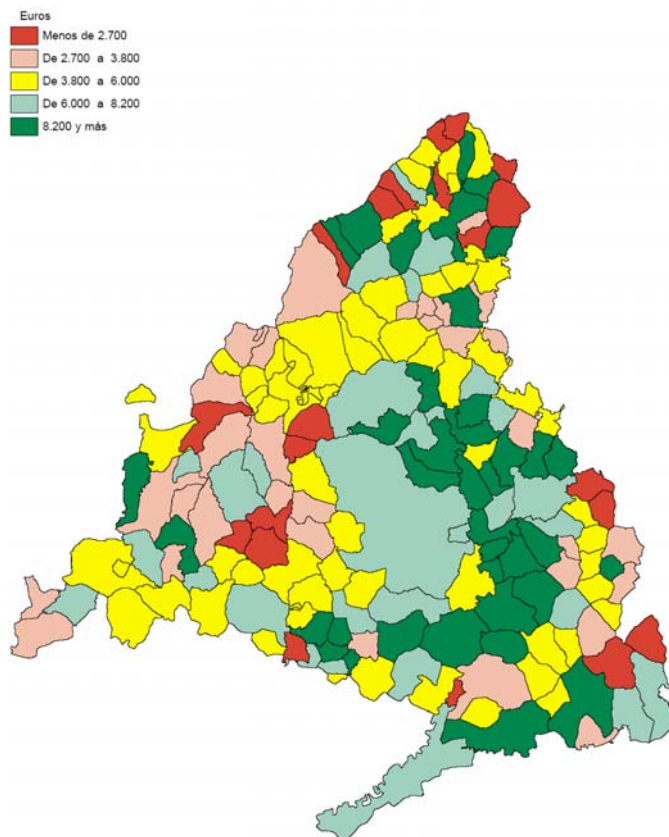 Euros
Menos de 2.700
De 2.700 a 3.800
De 3.800 a 6.000
De 6.000 a 8.200
8.200 y más